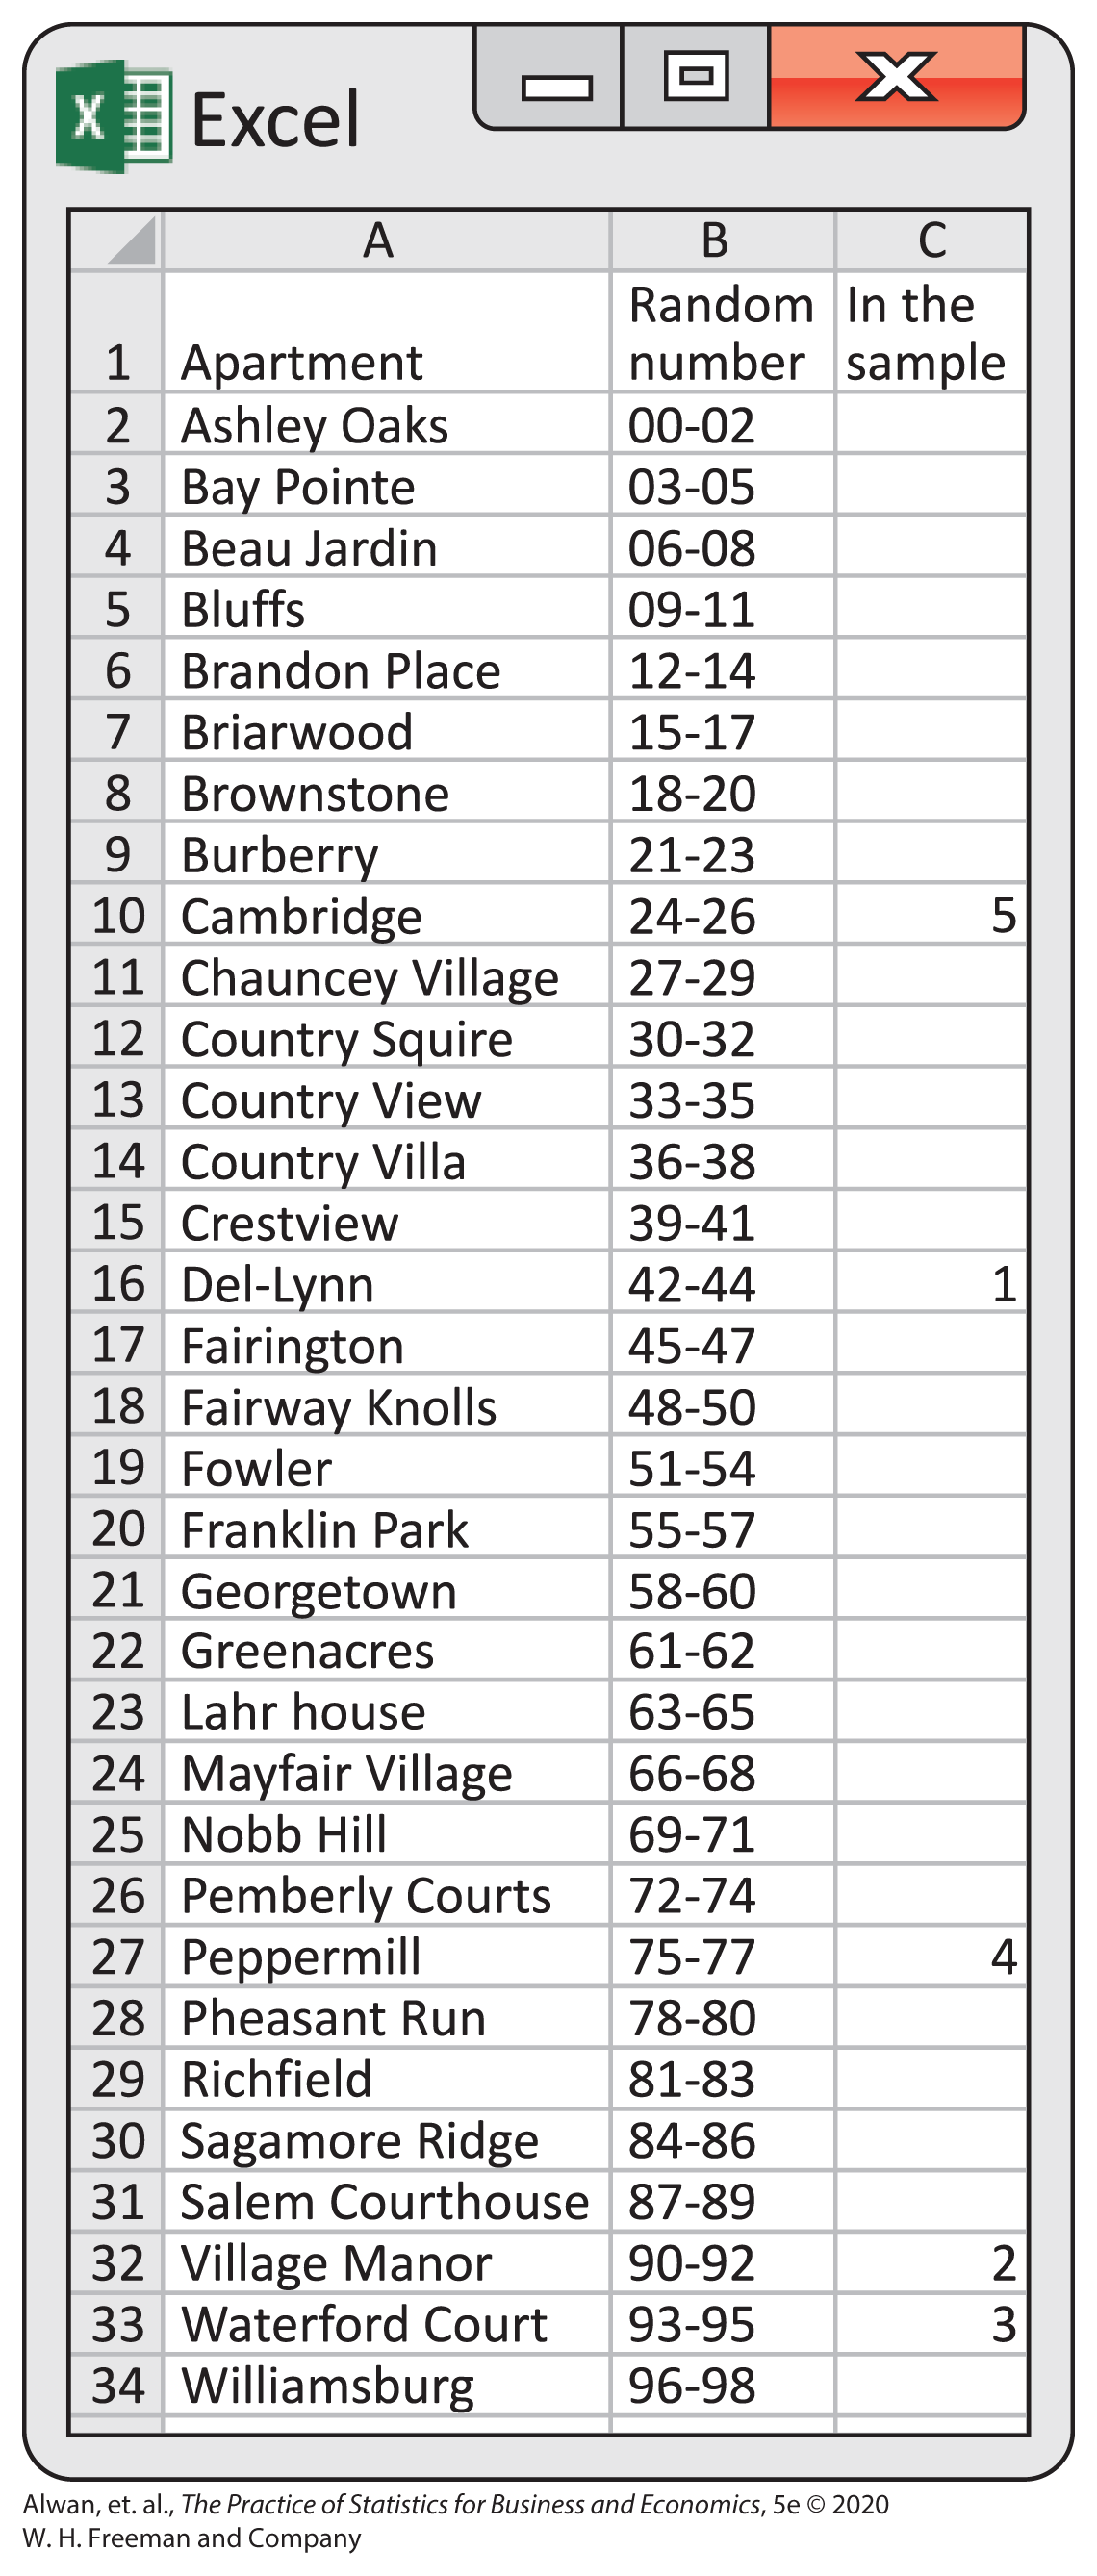 X Excel
A B C
Random In the
1 Apartment number sample
2 Ashley Oaks 00-02
3 Bay Pointe 03-05
4 Beau Jardin 06-08
5 Bluffs 09-11
6 Brandon Place 12-14
7 Briarwood 15-17
8 Brownstone 18-20
9 Burberry 21-23
10 Cambridge 24-26 5
11 Chauncey Village 27-29
12 Country Squire 30-32
13 Country View 33-35
14 Country Villa 36-38
15 Crestview 39-41
16 Del-Lynn 42-44 1
17 Fairington 45-47
18 Fairway Knolls 48-50
19 Fowler 51-54
20 Franklin Park 55-57
21 Georgetown 58-60
22 Greenacres 61-62
23 Lahr house 63-65
24 Mayfair Village 66-68
25 Nobb Hill 69-71
26 Pemberly Courts 72-74
27 Peppermill 75-77 4
28 Pheasant Run 78-80
29 Richfield 81-83
30 Sagamore Ridge 84-86
31 Salem Courthouse 87-89
32 Village Manor 90-92 2
33 Waterford Court 93-95 3
34 Williamsburg 96-98
Alwan, et. al., The Practice of Statistics for Business and Economics, 5e © 2020
W. H. Freeman and Company